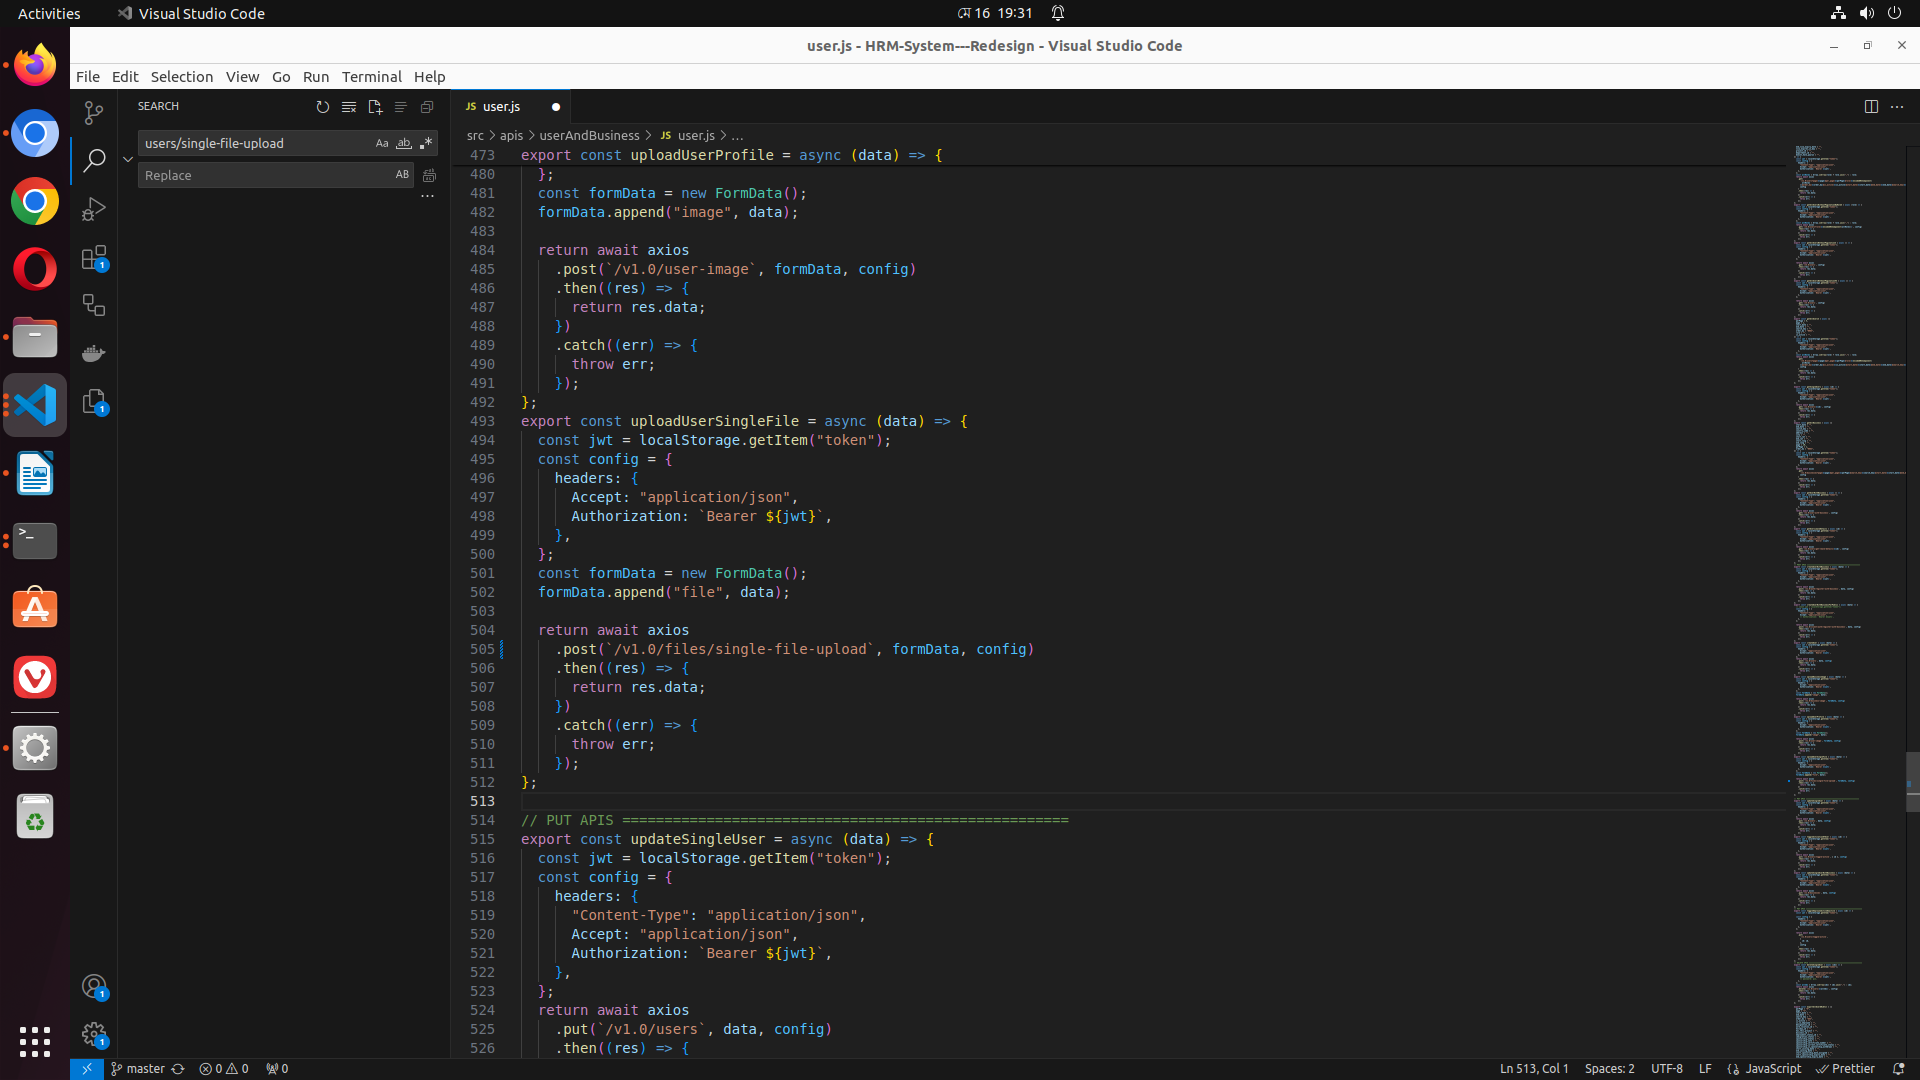 Activities
Visual Studio Code
16 19:31
user.js - HRM-System---Redesign - Visual Studio Code
File Edit Selection View Go Run Terminal Help
SEARCH
users/single-file-upload
Aa ab .*
Replace
AB
JS user.js
src > apis > userAndBusiness > JS user.js > ...
473 export const uploadUserProfile = async (data) => {
480 };
481 const formData = new FormData();
482 formData.append("image", data);
483
484 return await axios
485 .post(`/v1.0/user-image`, formData, config)
486 .then((res) => {
487 return res.data;
488 })
489 .catch((err) => {
490 throw err;
491 });
492 };
493 export const uploadUserSingleFile = async (data) => {
494 const jwt = localStorage.getItem("token");
495 const config = {
496 headers: {
497 Accept: "application/json",
498 Authorization: `Bearer ${jwt}`,
499 },
500 };
501 const formData = new FormData();
502 formData.append("file", data);
503
504 return await axios
505 .post(`/v1.0/files/single-file-upload`, formData, config)
506 .then((res) => {
507 return res.data;
508 })
509 .catch((err) => {
510 throw err;
511 });
512 };
513
514 // PUT APIS =====================================================
515 export const updateSingleUser = async (data) => {
516 const jwt = localStorage.getItem("token");
517 const config = {
518 headers: {
519 "Content-Type": "application/json",
520 Accept: "application/json",
521 Authorization: `Bearer ${jwt}`,
522 },
523 };
524 return await axios
525 .put(`/v1.0/users`, data, config)
526 .then((res) => {
1
1
1
1
master
0 0
0
Ln 513, Col 1 Spaces: 2 UTF-8 LF {} JavaScript Prettier